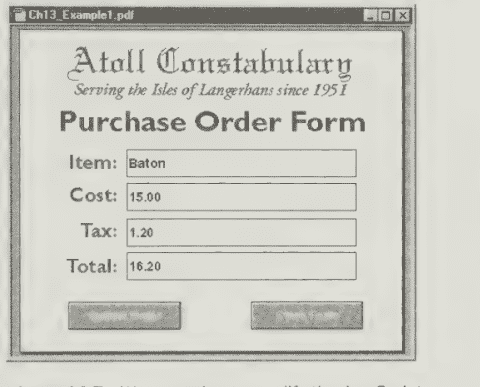 Ch13_Example1.pdf
Atoll Constabulary
Serving the Isles of Langerhans since 1951
Purchase Order Form
Item: Baton
Cost: 15.00
Tax: 1.20
Total: 16.20